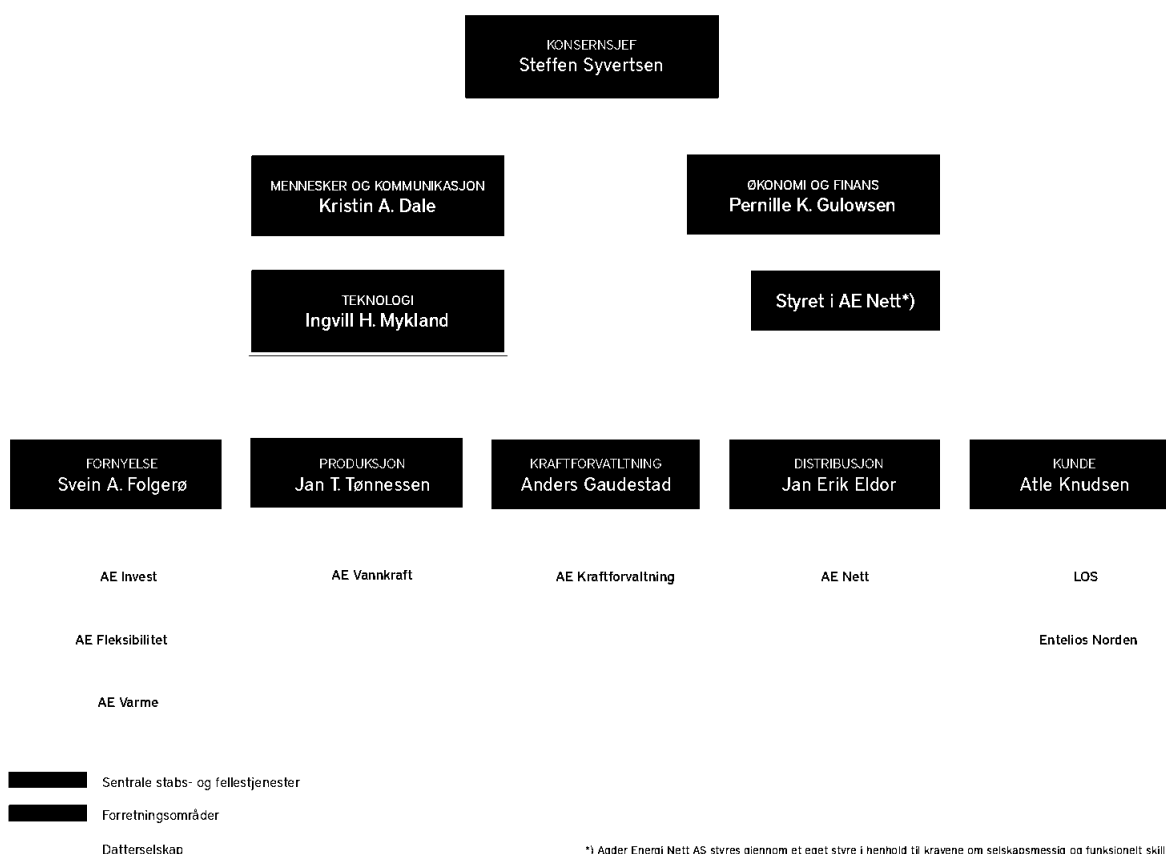 KONSERNSJEF
Steffen Syvertsen
MENNESKER OG KOMMUNIKASJON
Kristin A. Dale
ØKONOMI OG FINANS
Pernille K. Gulowsen
TEKNOLOGI
Ingvill H. Mykland
Styret i AE Nett*)
FORNYELSE
Svein A. Folgerø
PRODUKSJON
Jan T. Tønnessen
KRAFTFORVATLTNING
Anders Gaudestad
DISTRIBUSJON
Jan Erik Eldor
KUNDE
Atle Knudsen
AE Invest
AE Vannkraft
AE Kraftforvaltning
AE Nett
LOS
AE Fleksibilitet
Entelios Norden
AE Varme
Sentrale stabs- og fellestjenester
Forretningsområder
Datterselskap
*) Agder Energi Nett AS styres gjennom et eget styre i henhold til kravene om selskapsmessig og funksjonelt skill